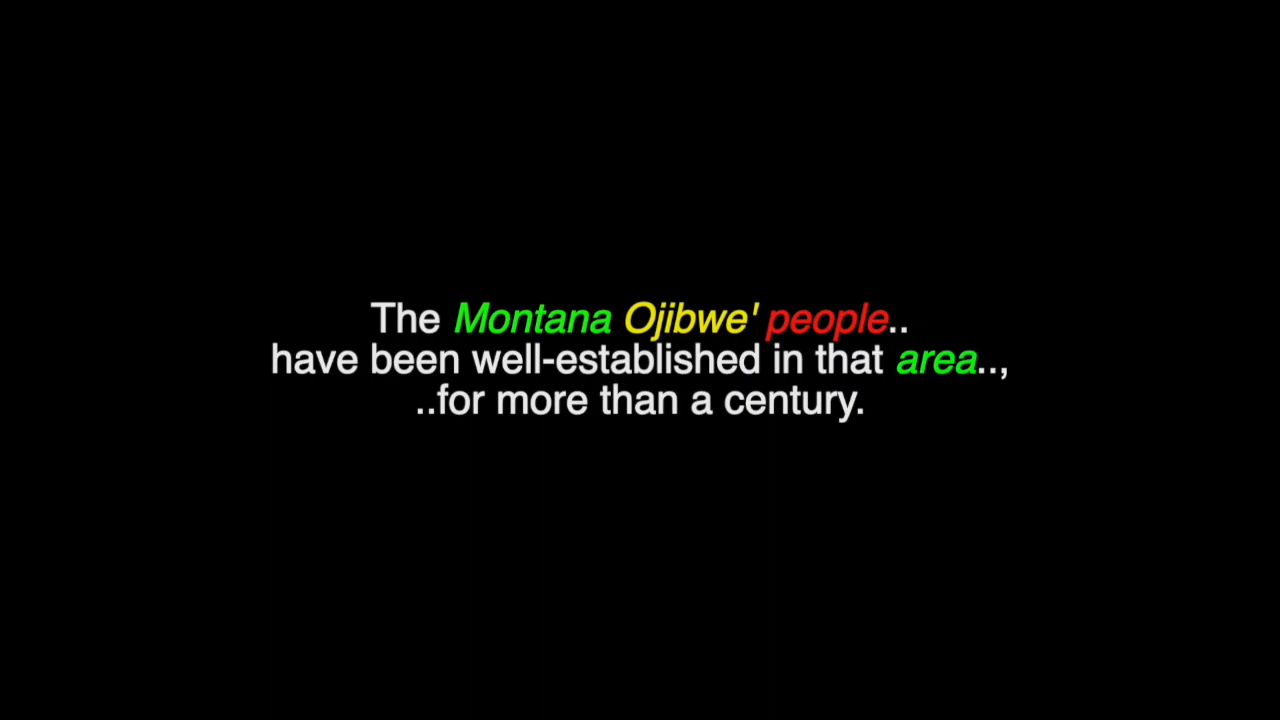 The Montana Ojibwe' people..
have been well-established in that area..,
..for more than a century.